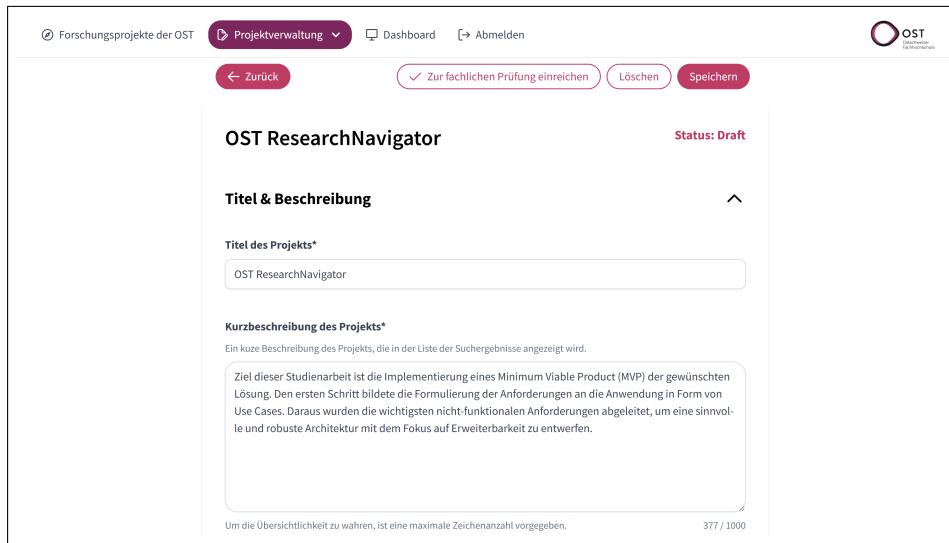 Forschungsprojekte der OST Projektverwaltung Dashboard Abmelden
OST
Ostschweizer
Fachhochschule
Zurück Zur fachlichen Prüfung einreichen Löschen Speichern
OST ResearchNavigator Status: Draft
Titel & Beschreibung
Titel des Projekts*
OST ResearchNavigator
Kurzbeschreibung des Projekts*
Ein kuze Beschreibung des Projekts, die in der Liste der Suchergebnisse angezeigt wird.
Ziel dieser Studienarbeit ist die Implementierung eines Minimum Viable Product (MVP) der gewünschten
Lösung. Den ersten Schritt bildete die Formulierung der Anforderungen an die Anwendung in Form von
Use Cases. Daraus wurden die wichtigsten nicht-funktionalen Anforderungen abgeleitet, um eine sinnvol-
le und robuste Architektur mit dem Fokus auf Erweiterbarkeit zu entwerfen.
Um die Übersichtlichkeit zu wahren, ist eine maximale Zeichenanzahl vorgegeben. 377 / 1000